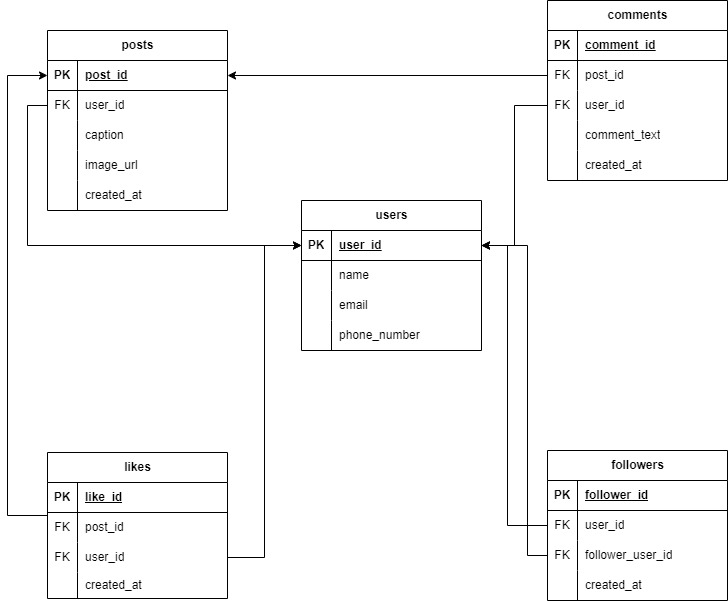 posts
PK post_id
FK user_id
caption
image_url
created_at
comments
PK comment_id
FK post_id
FK user_id
comment_text
created_at
users
PK user_id
name
email
phone_number
likes
PK like_id
FK post_id
FK user_id
created_at
followers
PK follower_id
FK user_id
FK follower_user_id
created_at